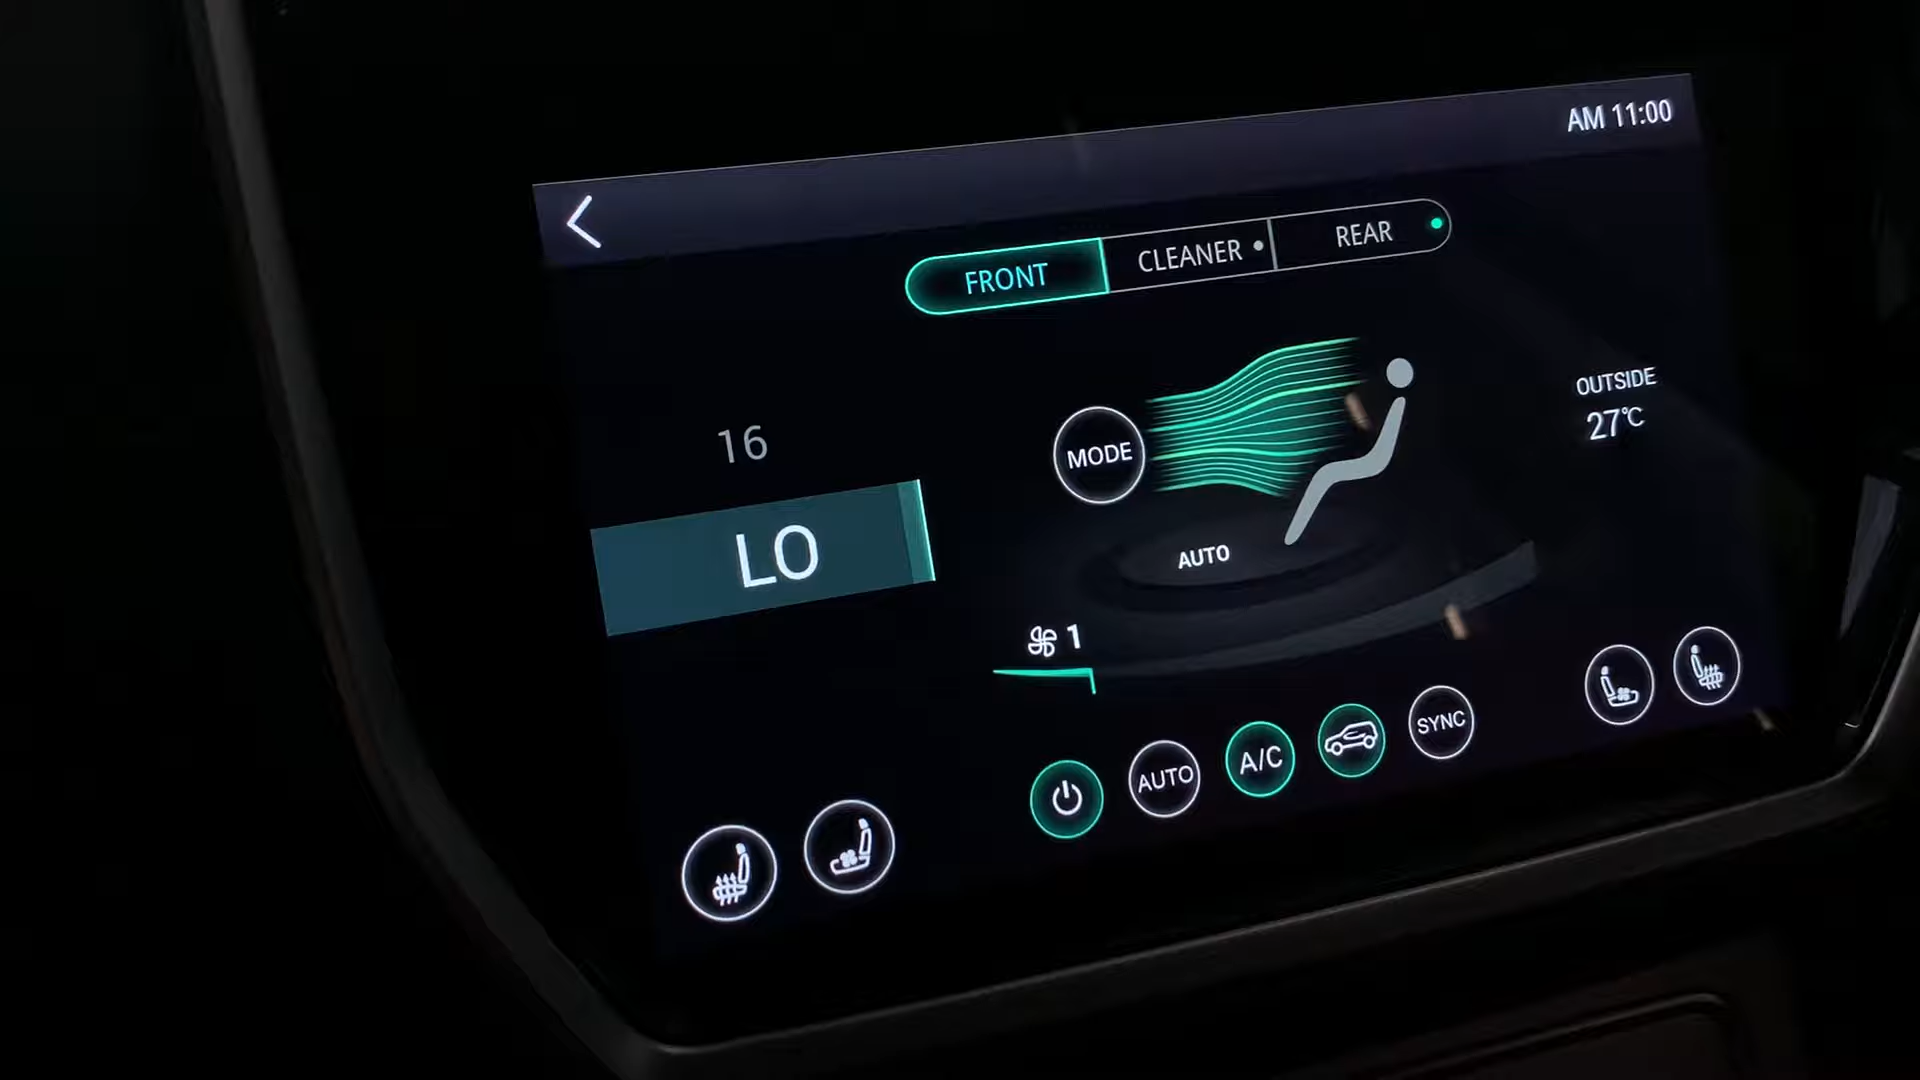 AM 11:00
FRONT
CLEANER
REAR
16
LO
MODE
AUTO
OUTSIDE
27℃
1
AUTO
A/C
SYNC